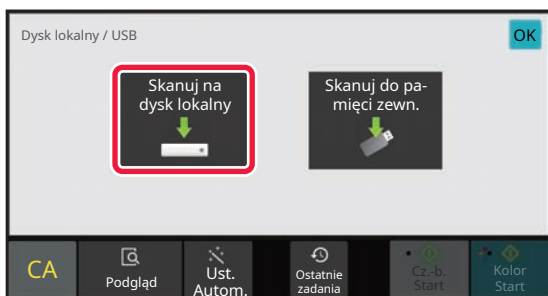 Dysk lokalny / USB
OK
Skanuj na
dysk lokalny
Skanuj do pa-
mięci zewn.
CA
Podgląd
Ust.
Autom.
Ostatnie
zadania
Cz.-b.
Start
Kolor
Start